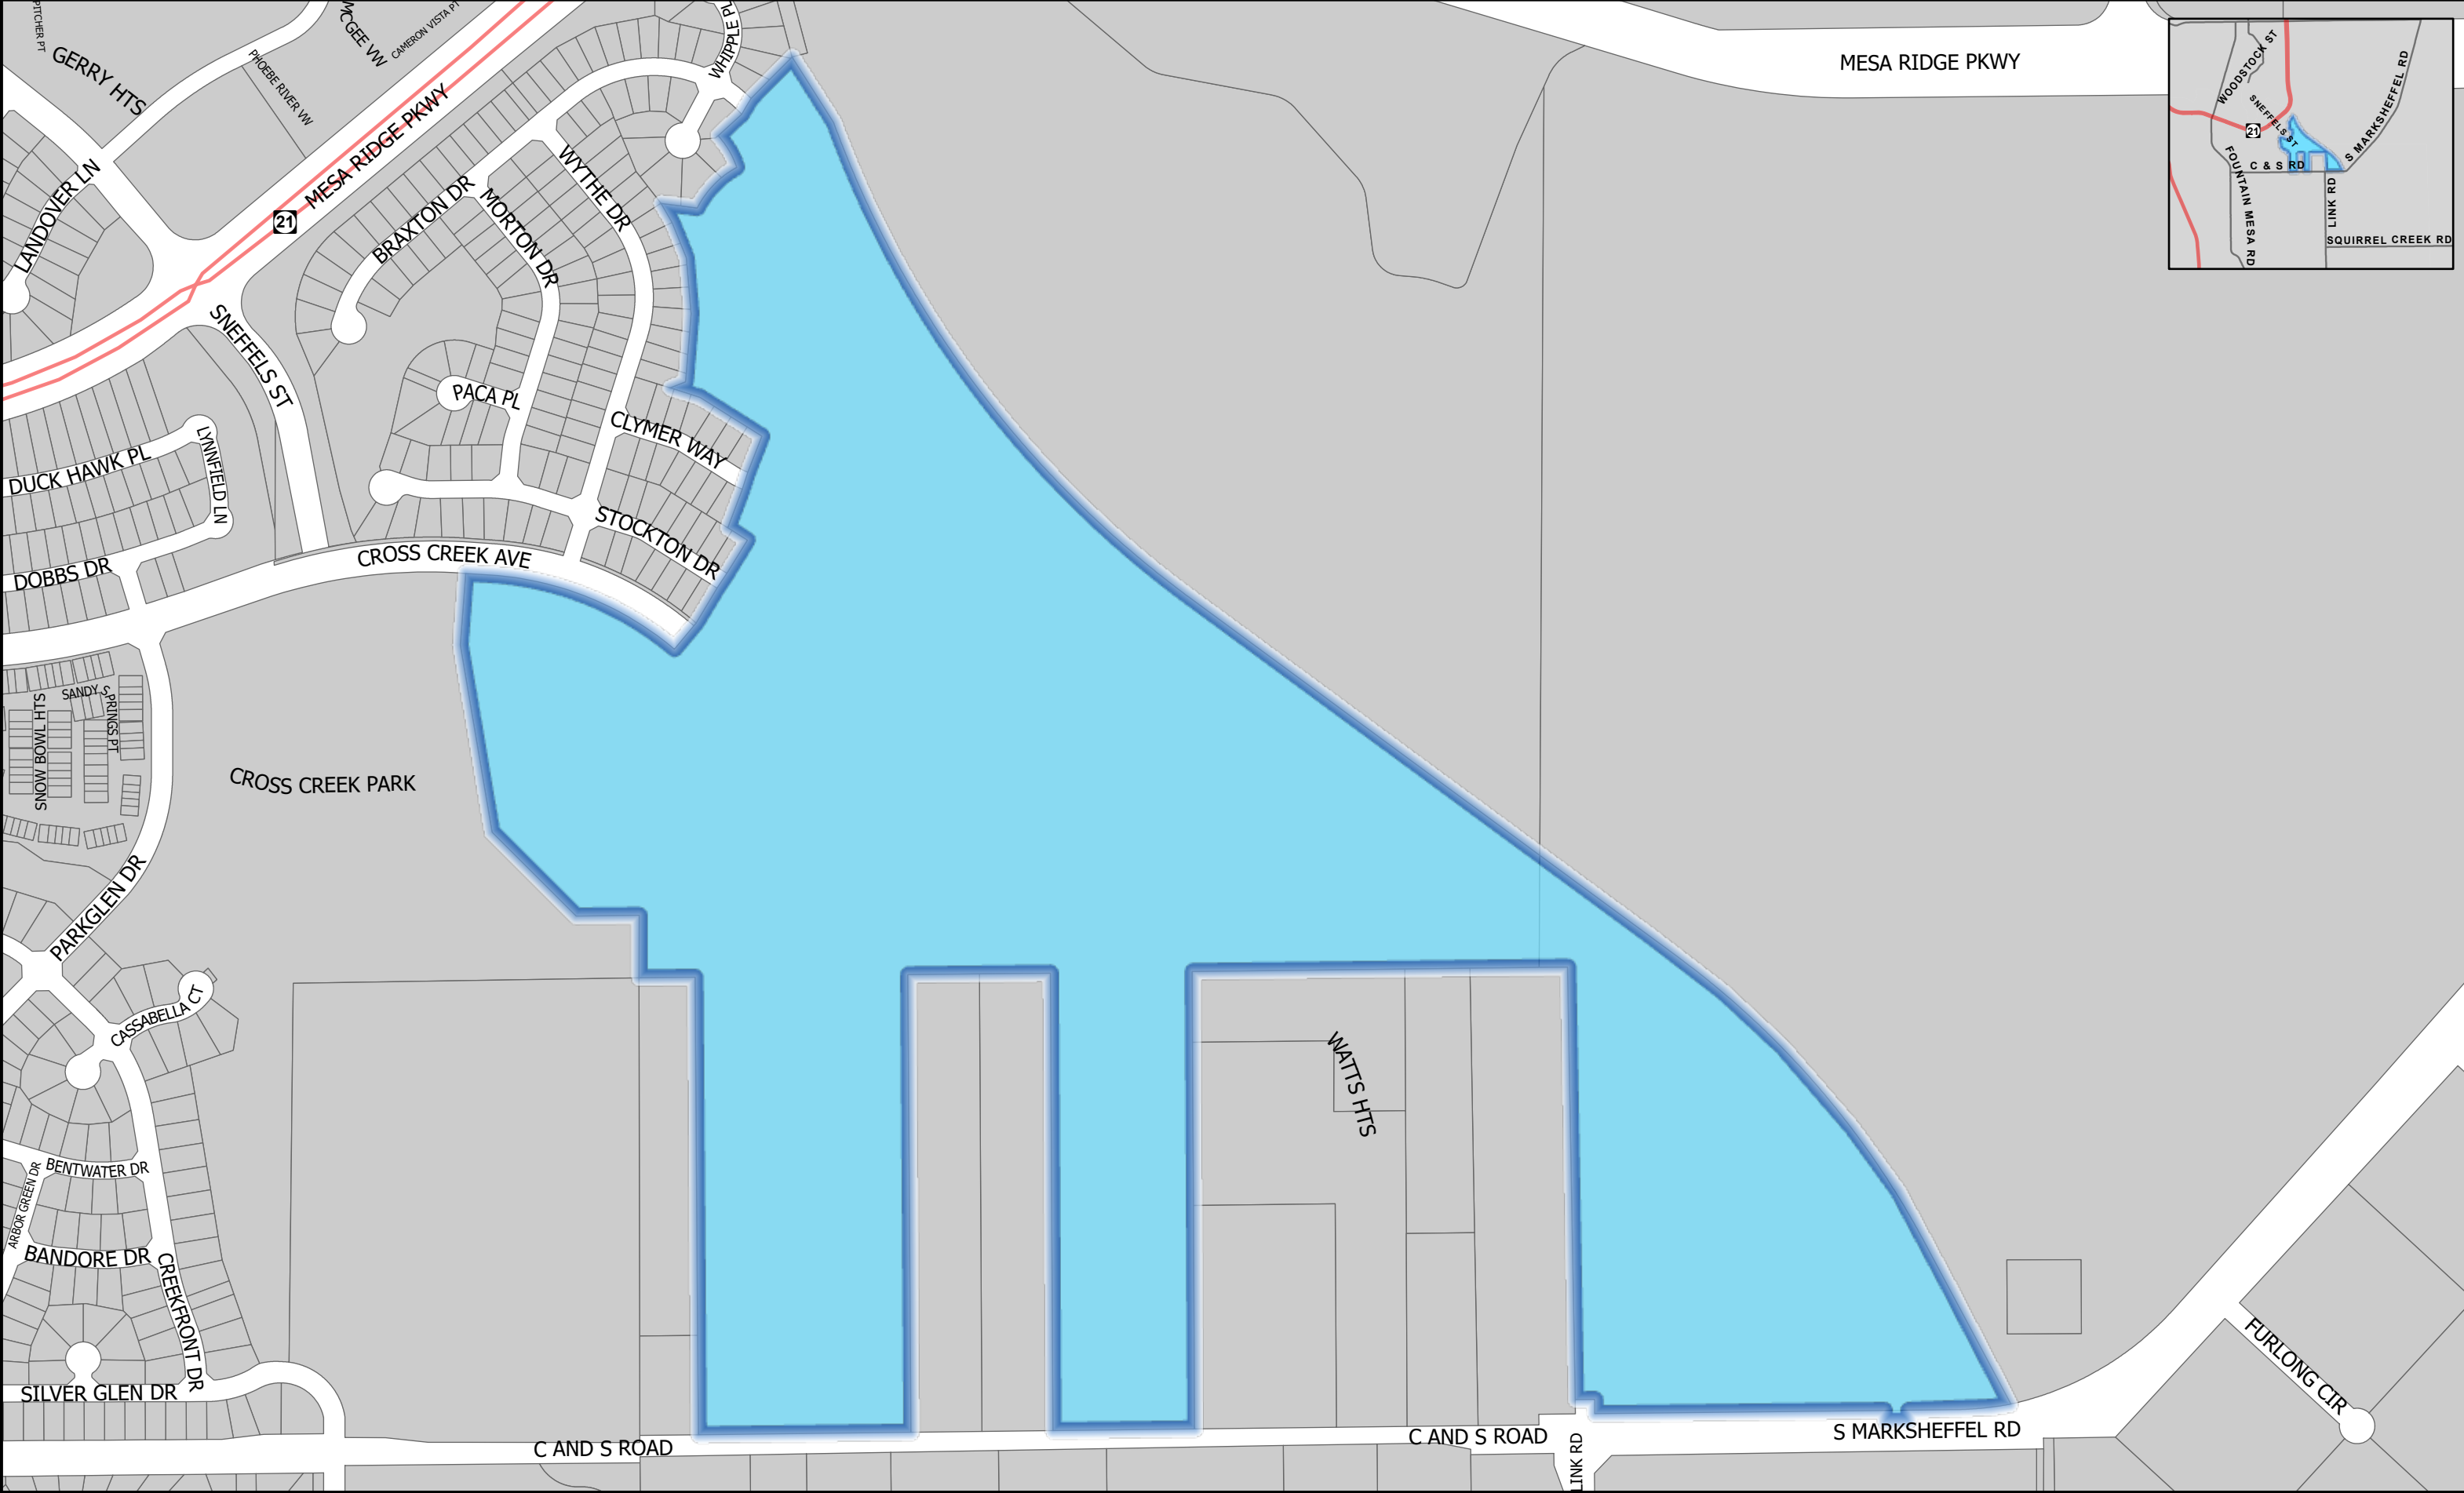 PITCHER PT
GERRY HTS
MCGEE VW
CAMERON VISTA PT
PHOEBE RIVER VW
WHIPPLE PL
MESA RIDGE PKWY
MESA RIDGE PKWY
21
LANDOVER LN
BRAXTON DR
MORTON DR
WYTHE DR
SNEFFELS ST
PACA PL
CLYMER WAY
DUCK HAWK PL
LYNNFIELD LN
STOCKTON DR
CROSS CREEK AVE
DOBBS DR
SANDY SPRINGS PT
SNOW BOWL HTS
CROSS CREEK PARK
PARKGLEN DR
CASSABELLA CT
WATTS HTS
BENTWATER DR
ARBOR GREEN DR
BANDORE DR
CREEKFRONT DR
SILVER GLEN DR
C AND S ROAD
C AND S ROAD
LINK RD
S MARKSHEFFEL RD
FURLONG CIR
WOODSTOCK ST
SNEFFELS ST
21
S MARKSHEFFEL RD
C & S RD
FOUNTAIN MESA RD
LINK RD
SQUIRREL CREEK RD